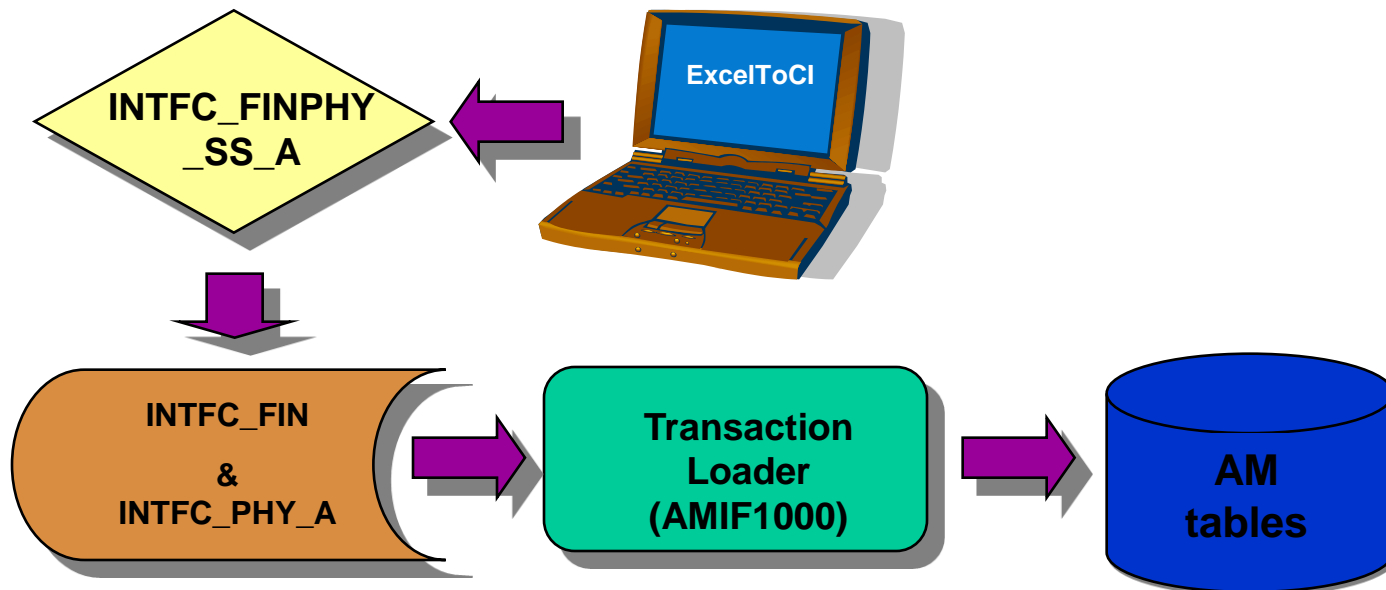 ExcelToCI
INTFC_FINPHY
_SS_A
INTFC_FIN
&
INTFC_PHY_A
Transaction
Loader
(AMIF1000)
AM
tables